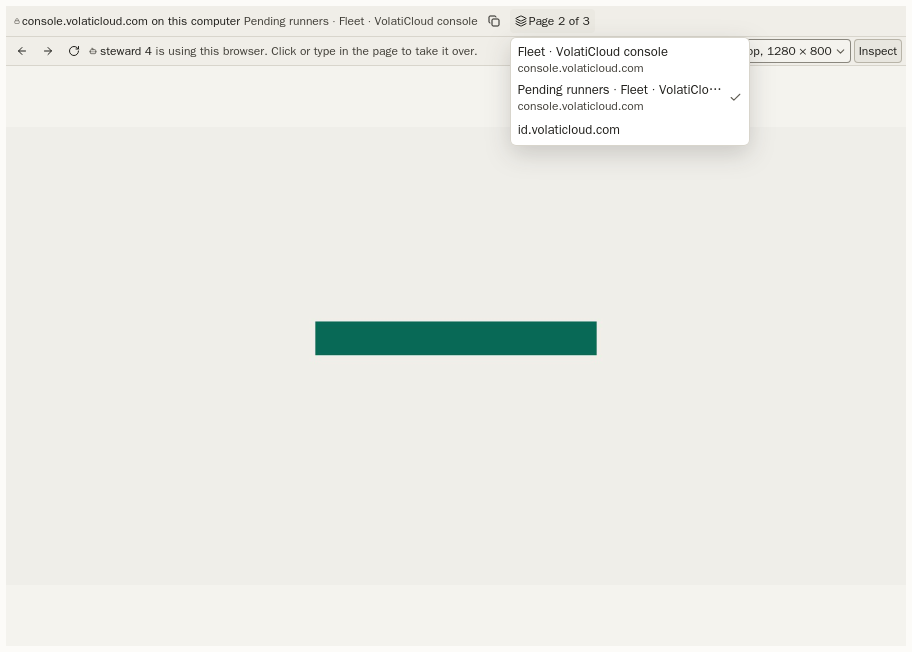 console.volaticloud.com on this computer Pending runners · Fleet · VolatiCloud console Page 2 of 3
steward 4 is using this browser. Click or type in the page to take it over.
op, 1280 × 800 Inspect
Fleet · VolatiCloud console
console.volaticloud.com
Pending runners · Fleet · VolatiClo···
console.volaticloud.com
id.volaticloud.com